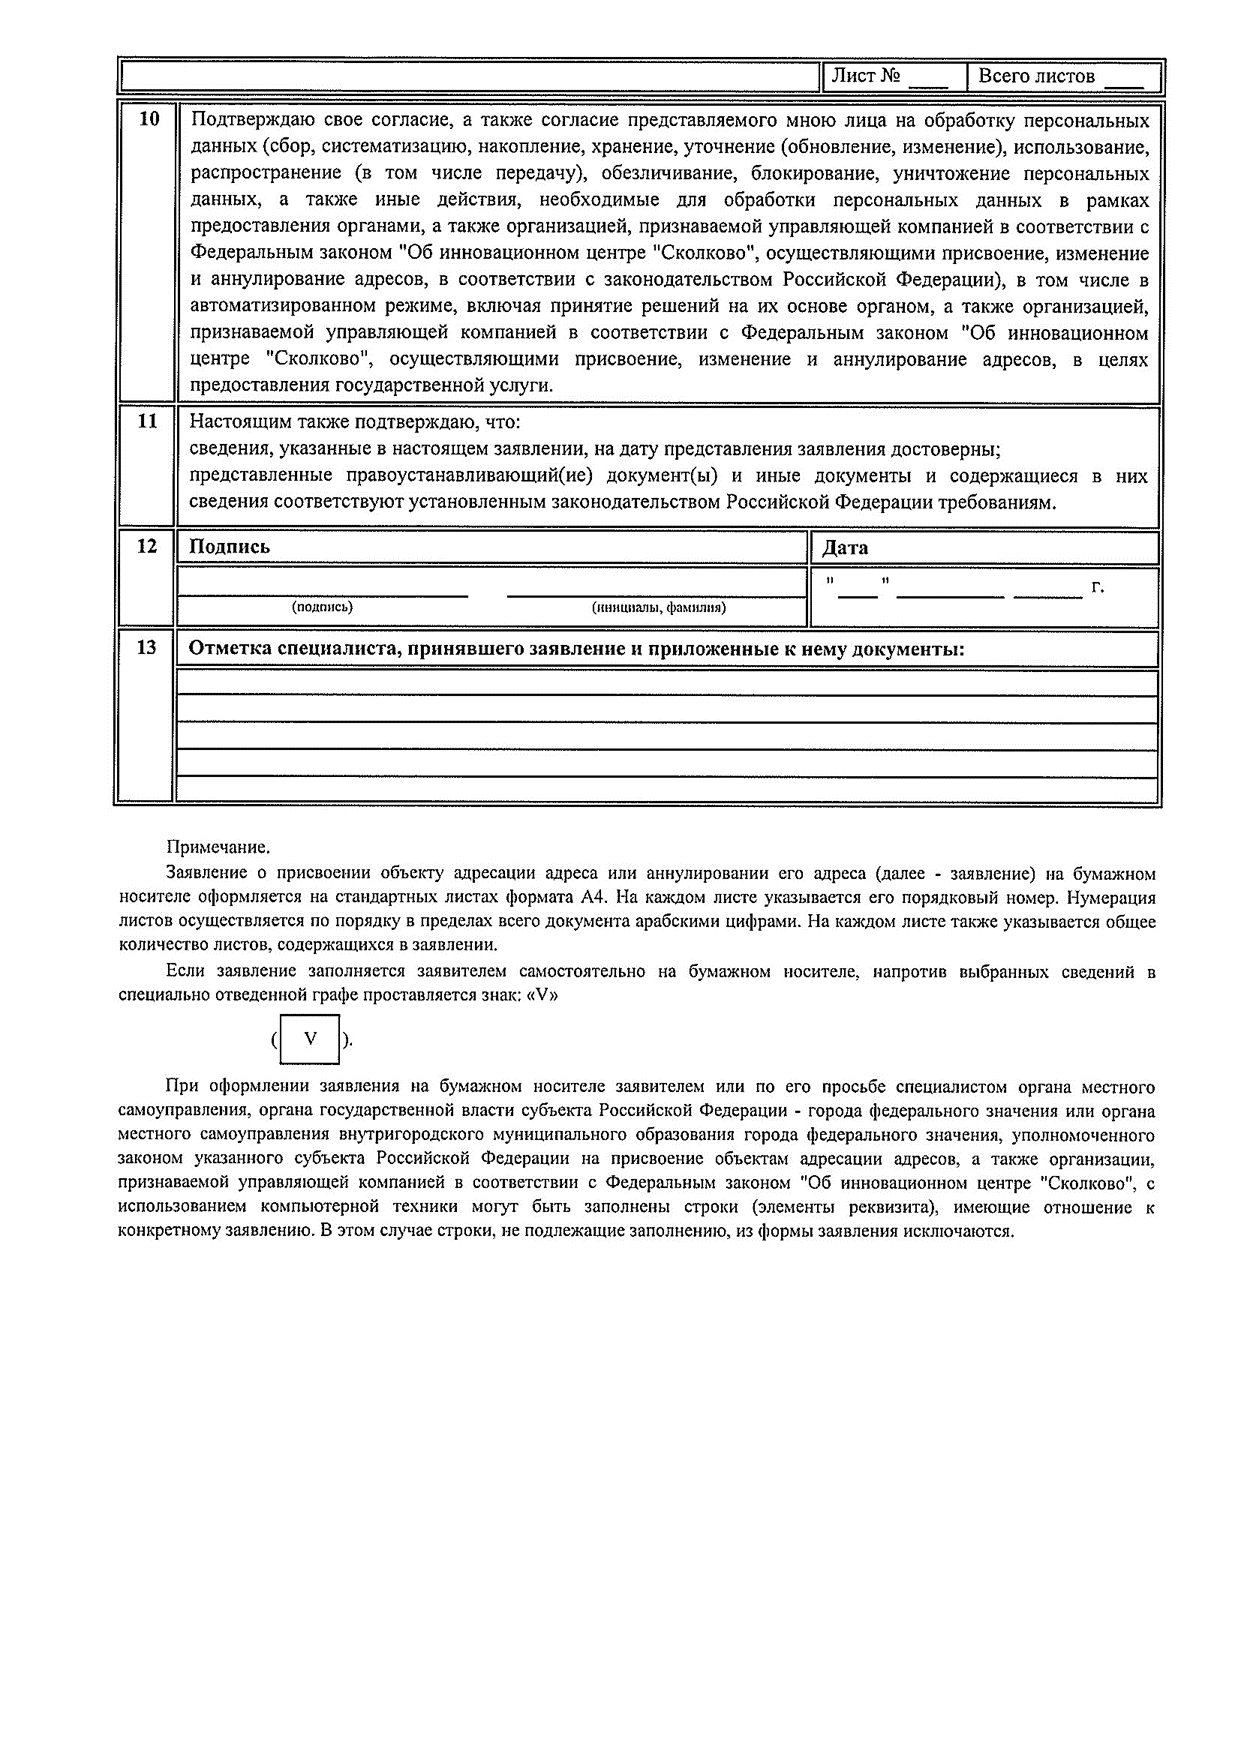 Лист № ____ Всего листов ____
10 Подтверждаю свое согласие, а также согласие представляемого мною лица на обработку персональных
данных (сбор, систематизацию, накопление, хранение, уточнение (обновление, изменение), использование,
распространение (в том числе передачу), обезличивание, блокирование, уничтожение персональных
данных, а также иные действия, необходимые для обработки персональных данных в рамках
предоставления органами, а также организацией, признаваемой управляющей компанией в соответствии с
Федеральным законом "Об инновационном центре "Сколково", осуществляющими присвоение, изменение
и аннулирование адресов, в соответствии с законодательством Российской Федерации), в том числе в
автоматизированном режиме, включая принятие решений на их основе органом, а также организацией,
признаваемой управляющей компанией в соответствии с Федеральным законом "Об инновационном
центре "Сколково", осуществляющими присвоение, изменение и аннулирование адресов, в целях
предоставления государственной услуги.
11 Настоящим также подтверждаю, что:
сведения, указанные в настоящем заявлении, на дату представления заявления достоверны;
представленные правоустанавливающий(ие) документ(ы) и иные документы и содержащиеся в них
сведения соответствуют установленным законодательством Российской Федерации требованиям.
12 Подпись Дата
"____" __________ ______ г.
(подпись) (инициалы, фамилия)
13 Отметка специалиста, принявшего заявление и приложенные к нему документы:
Примечание.
Заявление о присвоении объекту адресации адреса или аннулировании его адреса (далее - заявление) на бумажном
носителе оформляется на стандартных листах формата А4. На каждом листе указывается его порядковый номер. Нумерация
листов осуществляется по порядку в пределах всего документа арабскими цифрами. На каждом листе также указывается общее
количество листов, содержащихся в заявлении.
Если заявление заполняется заявителем самостоятельно на бумажном носителе, напротив выбранных сведений в
специально отведенной графе проставляется знак: «V»
( V ).
При оформлении заявления на бумажном носителе заявителем или по его просьбе специалистом органа местного
самоуправления, органа государственной власти субъекта Российской Федерации - города федерального значения или органа
местного самоуправления внутригородского муниципального образования города федерального значения, уполномоченного
законом указанного субъекта Российской Федерации на присвоение объектам адресации адресов, а также организации,
признаваемой управляющей компанией в соответствии с Федеральным законом "Об инновационном центре "Сколково", с
использованием компьютерной техники могут быть заполнены строки (элементы реквизита), имеющие отношение к
конкретному заявлению. В этом случае строки, не подлежащие заполнению, из формы заявления исключаются.